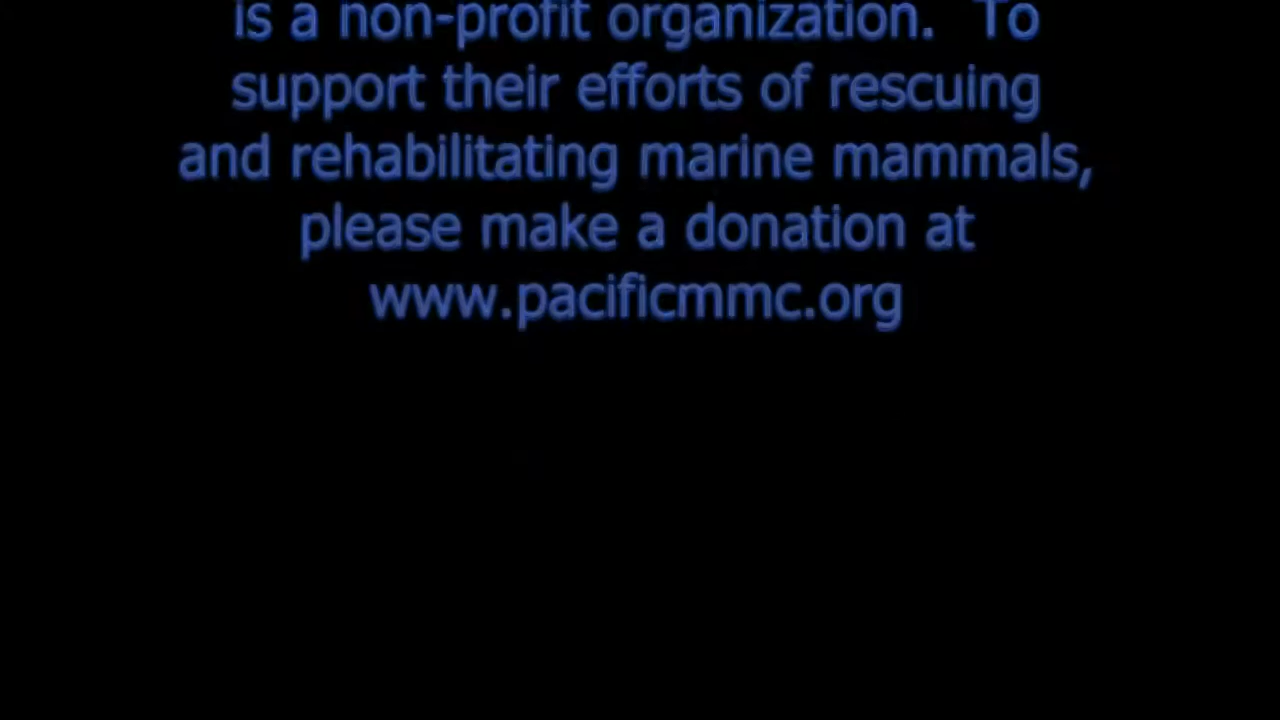 is a non-profit organization.  To
support their efforts of rescuing
and rehabilitating marine mammals,
please make a donation at
www.pacificmmc.org